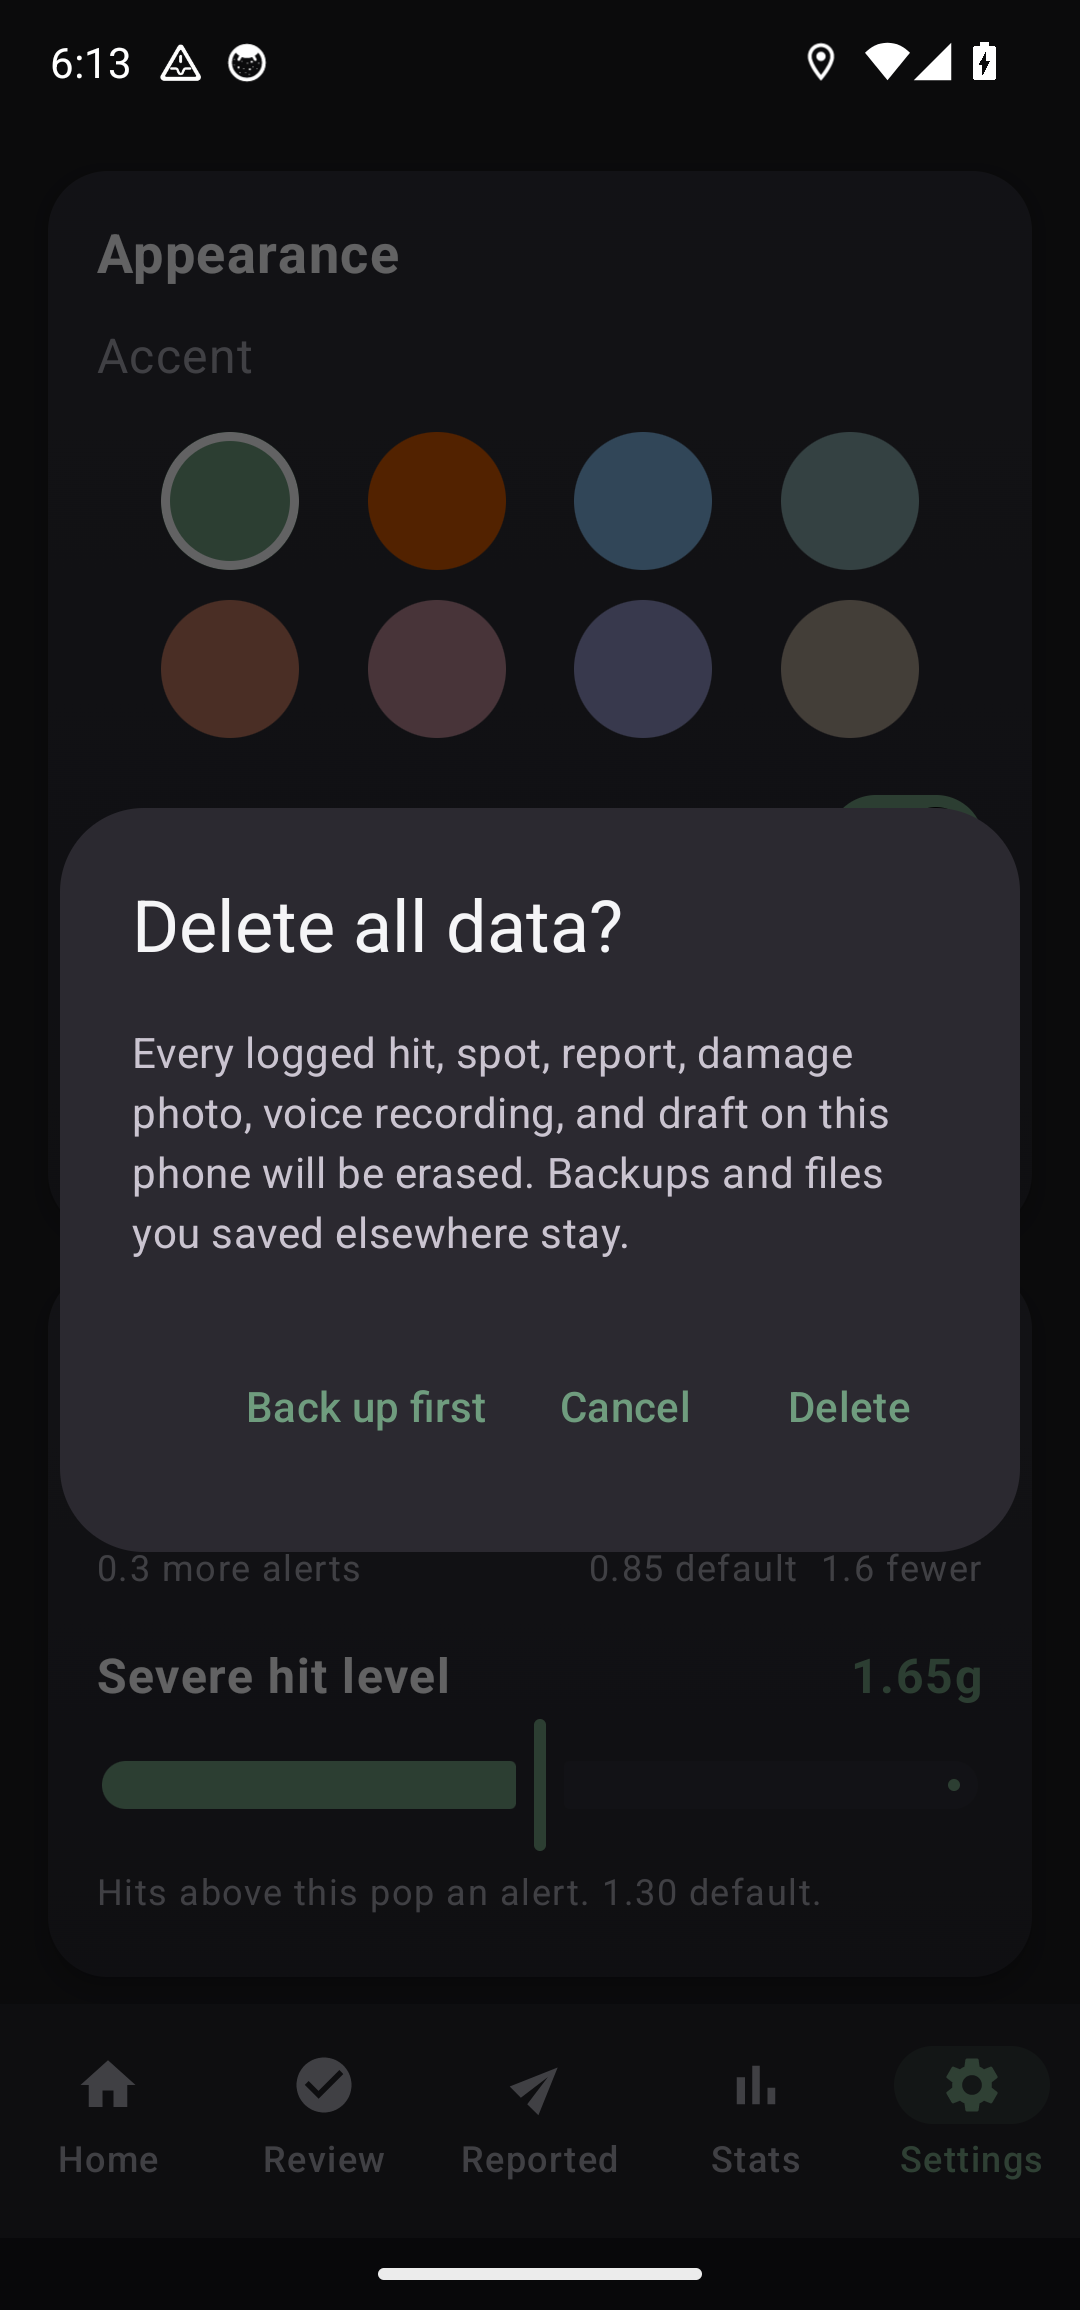 6:13
Appearance
Accent
Delete all data?
Every logged hit, spot, report, damage
photo, voice recording, and draft on this
phone will be erased. Backups and files
you saved elsewhere stay.
Back up first Cancel Delete
0.3 more alerts 0.85 default 1.6 fewer
Severe hit level 1.65g
Hits above this pop an alert. 1.30 default.
Home Review Reported Stats Settings